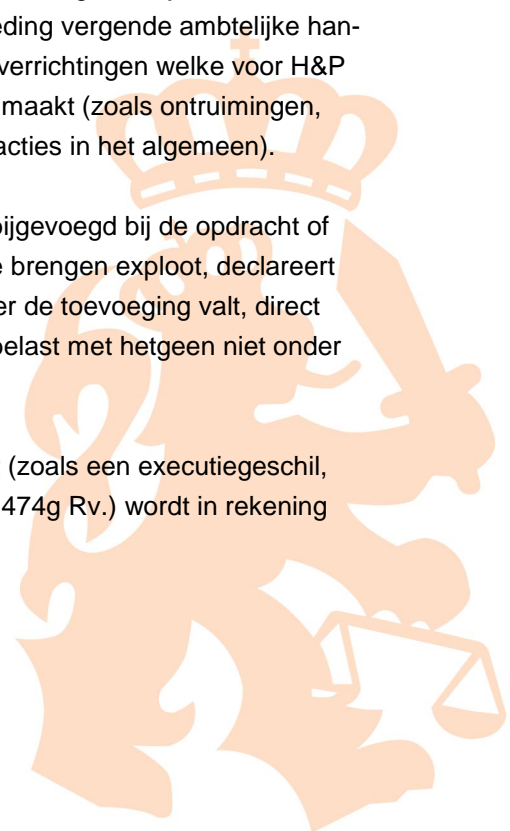 eding vergende ambtelijke han-
verrichtingen welke voor H&P
maakt (zoals ontruimingen,
acties in het algemeen).
bijgevoegd bij de opdracht of
e brengen exploot, declareert
er de toevoeging valt, direct
belast met hetgeen niet onder
(zoals een executiegeschil,
474g Rv.) wordt in rekening